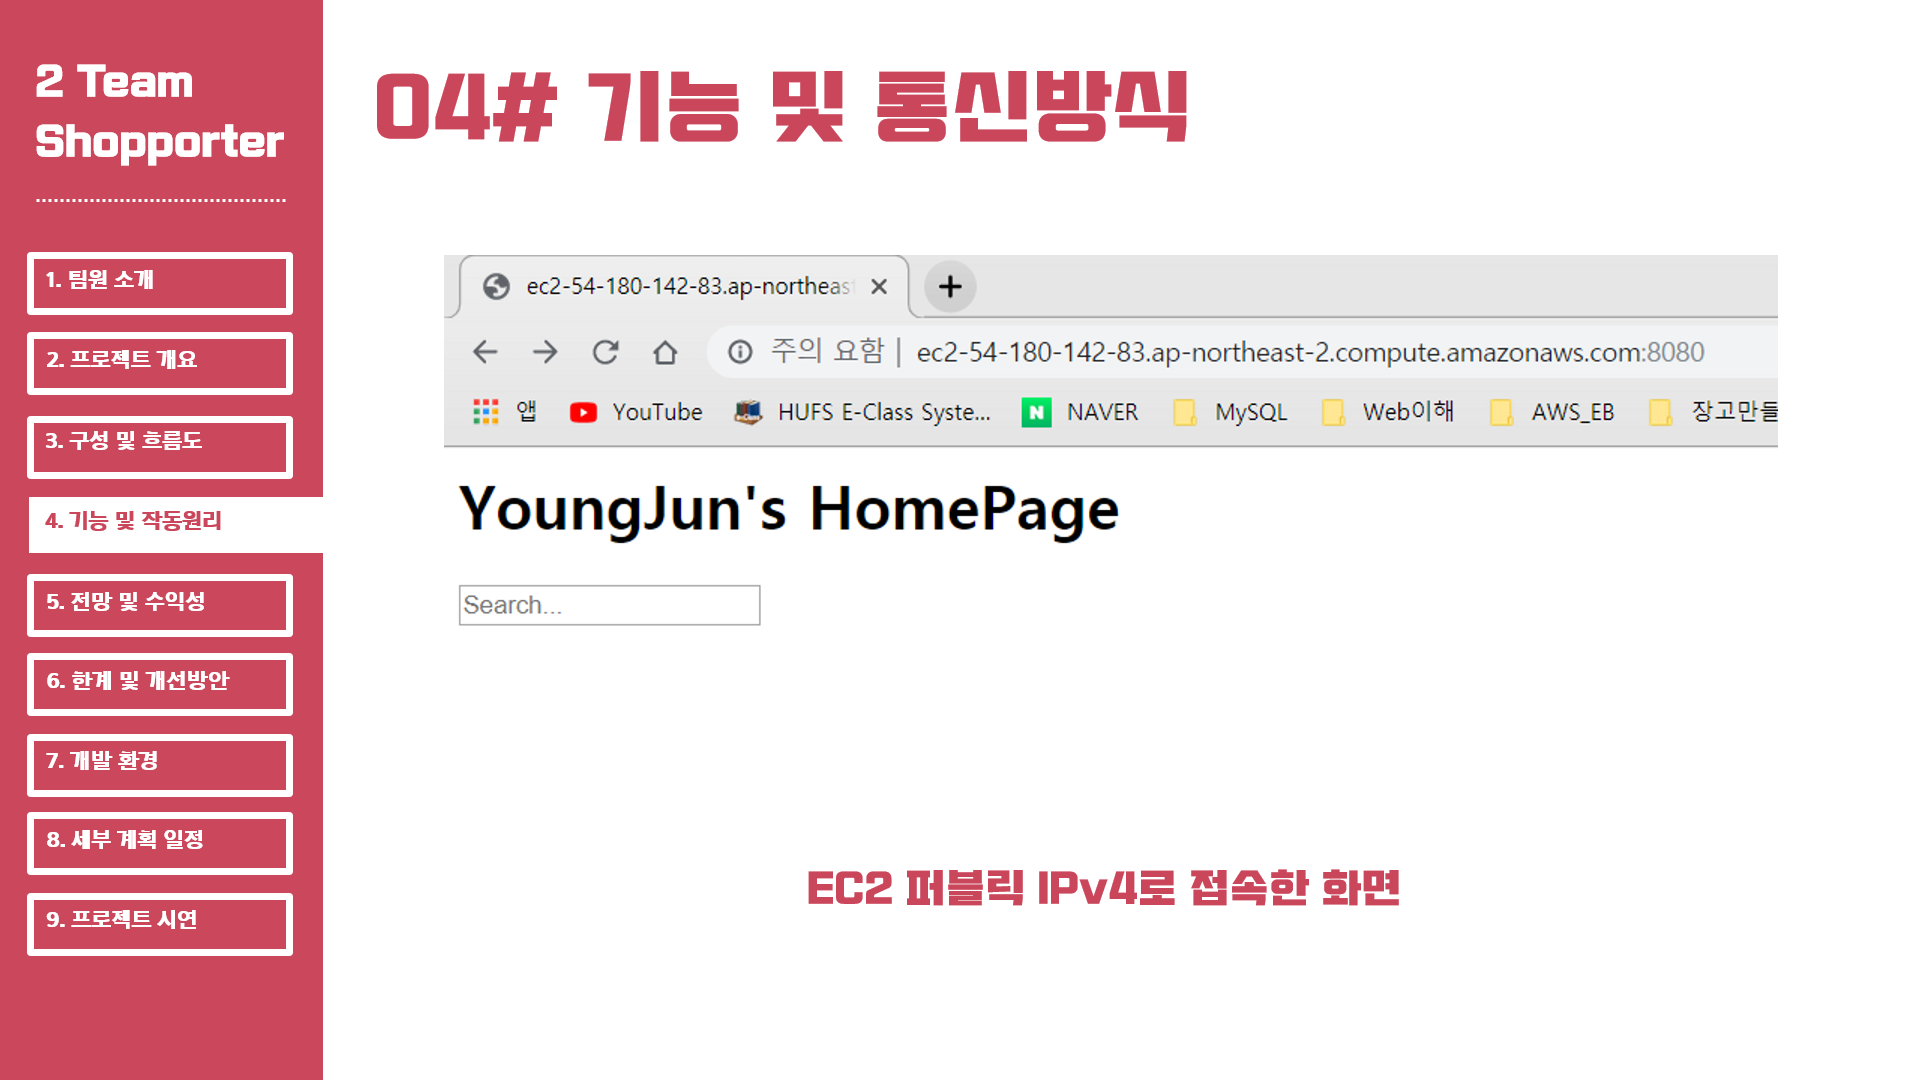 2 Team
Shopporter
1. 팀원 소개
2. 프로젝트 개요
3. 구성 및 흐름도
4. 기능 및 작동원리
5. 전망 및 수익성
6. 한계 및 개선방안
7. 개발 환경
8. 세부 계획 일정
9. 프로젝트 시연
04# 기능 및 통신방식
ec2-54-180-142-83.ap-northeast
주의 요함 | ec2-54-180-142-83.ap-northeast-2.compute.amazonaws.com:8080
앱 YouTube HUFS E-Class Syste... NAVER MySQL Web이해 AWS_EB 장고만들
YoungJun's HomePage
Search...
EC2 퍼블릭 IPv4로 접속한 화면